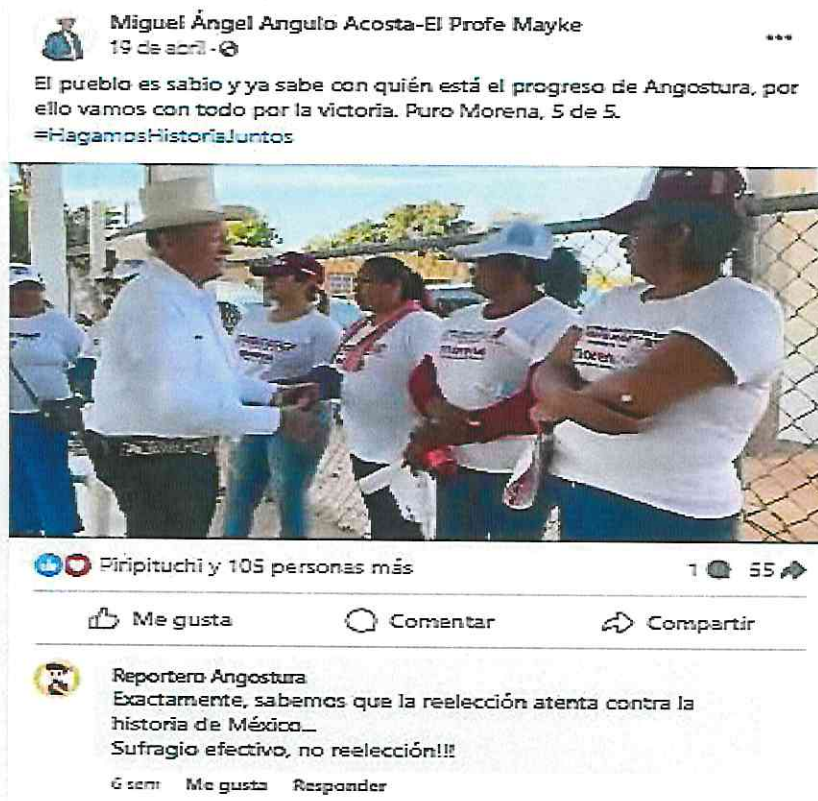 Miguel Ángel Angulo Acosta-El Profe Mayke
19 de abril ·
El pueblo es sabio y ya sabe con quién está el progreso de Angostura, por
ello vamos con todo por la victoria. Puro Morena, 5 de 5.
#HagamosHistoriaJuntos
morena
morena
Piripituchi y 105 personas más
1 55
Me gusta
Comentar
Compartir
Reportero Angostura
Exactamente, sabemos que la reelección atenta contra la
historia de México...
Sufragio efectivo, no reelección!!!
6 sem Me gusta Responder